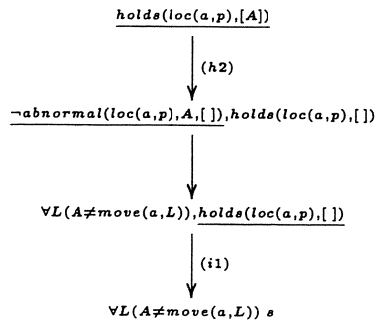 holds(loc(a,p),[A])
(h2)
¬abnormal(loc(a,p),A,[ ]),holds(loc(a,p),[ ])
∀L(A≠move(a,L)),holds(loc(a,p),[ ])
(i1)
∀L(A≠move(a,L)) s